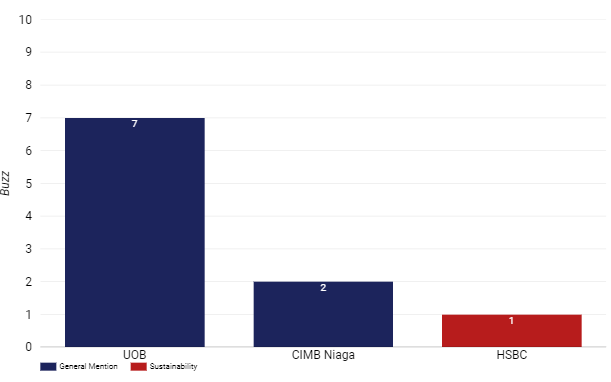 10
9
8
7
6
5
4
3
2
1
0
Buzz
7
2
1
UOB
CIMB Niaga
HSBC
General Mention
Sustainability